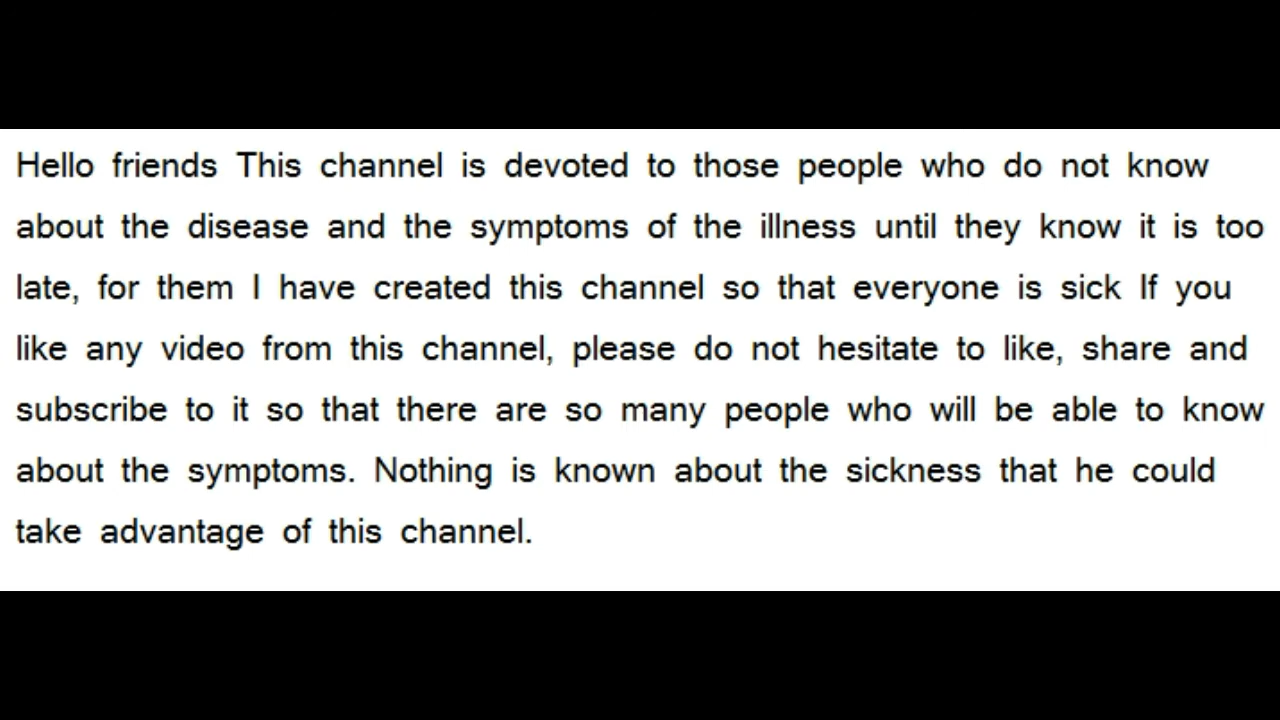 Hello friends This channel is devoted to those people who do not know
about the disease and the symptoms of the illness until they know it is too
late, for them I have created this channel so that everyone is sick If you
like any video from this channel, please do not hesitate to like, share and
subscribe to it so that there are so many people who will be able to know
about the symptoms. Nothing is known about the sickness that he could
take advantage of this channel.